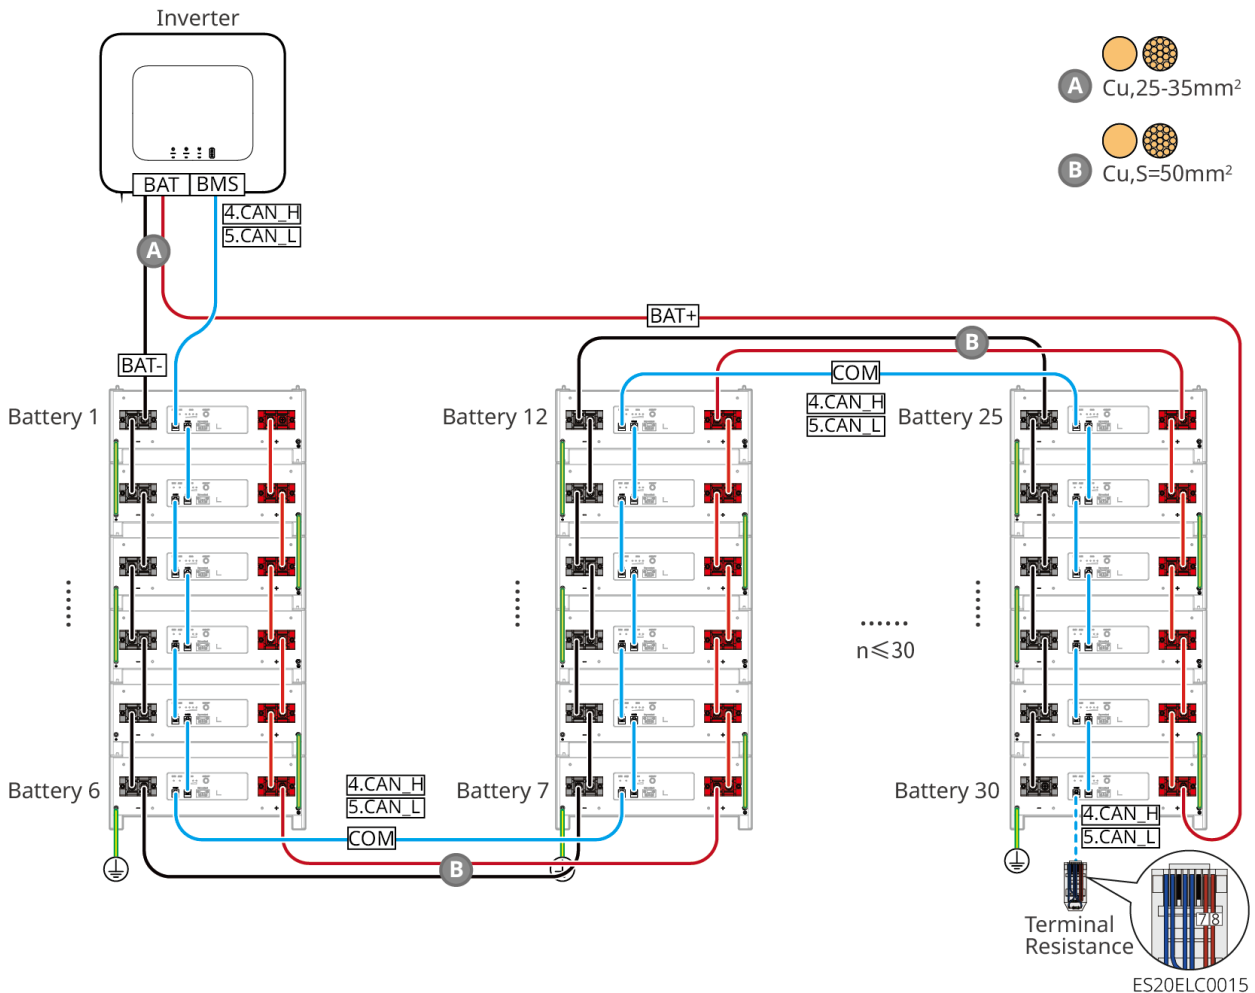 Inverter
BAT
BMS
4.CAN_H
5.CAN_L
A
Cu,25-35mm²
B
Cu,S=50mm²
A
BAT+
B
BAT-
COM
4.CAN_H
5.CAN_L
Battery 1
Battery 12
Battery 25
n≤30
Battery 6
4.CAN_H
5.CAN_L
COM
B
Battery 7
Battery 30
4.CAN_H
5.CAN_L
Terminal
Resistance
7 8
ES20ELC0015